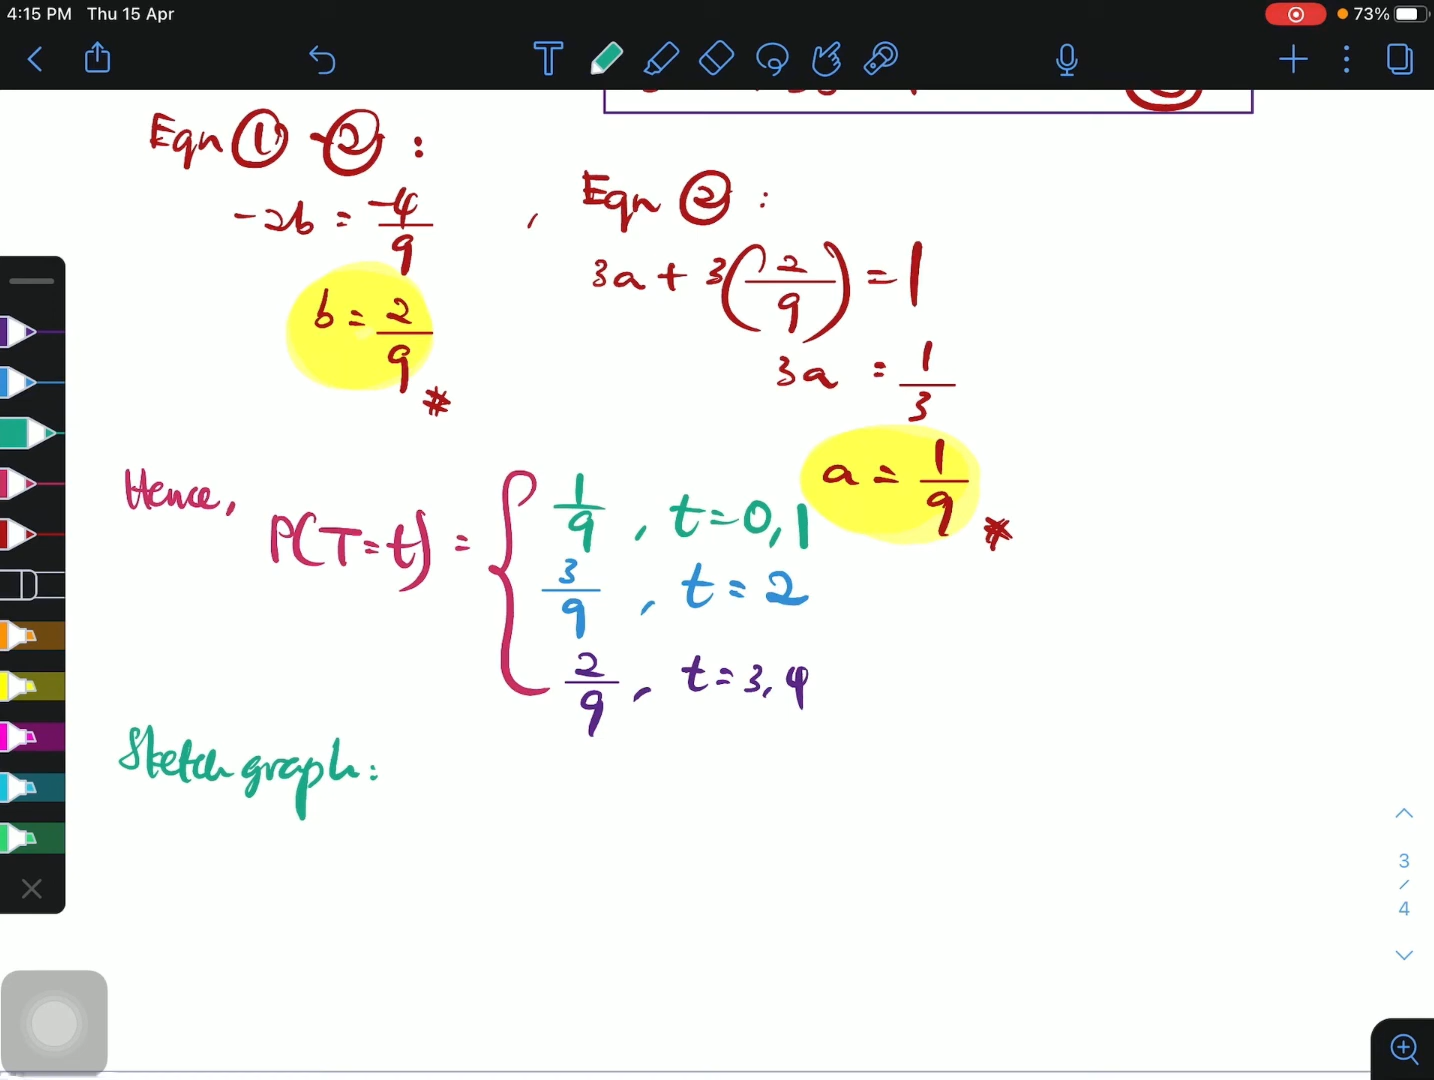 4:15 PM Thu 15 Apr
73%
Eqn ① - ② :
-2b = -4/9 ,
b = 2/9 *
Eqn ② :
3a + 3(2/9) = 1
3a = 1/3
a = 1/9 *
Hence,
P(T=t) = {
1/9 , t=0,1
3/9 , t=2
2/9 , t=3,4
Sketch graph:
3
/
4